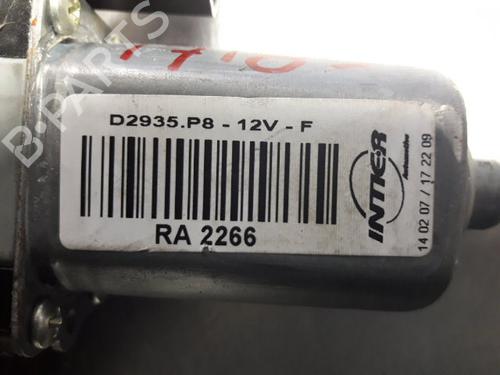 D2935.P8 - 12V - F
RA 2266
INTIER
Automotive
14 02 07 / 17 22 09
B-PARTS